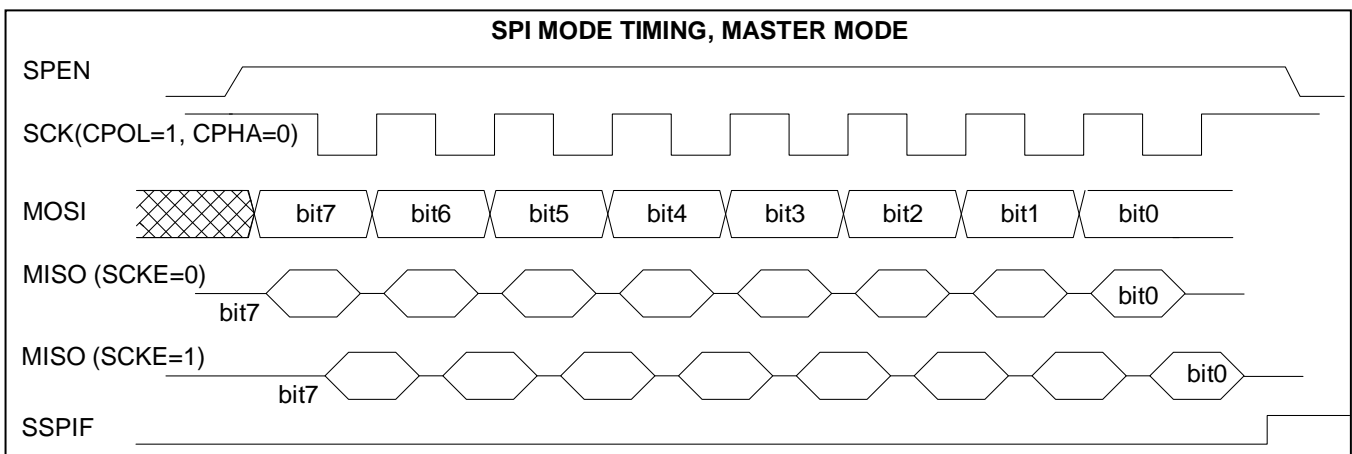 SPI MODE TIMING, MASTER MODE
SPEN
SCK(CPOL=1, CPHA=0)
MOSI bit7 bit6 bit5 bit4 bit3 bit2 bit1 bit0
MISO (SCKE=0)
bit7 bit0
MISO (SCKE=1)
bit7 bit0
SSPIF